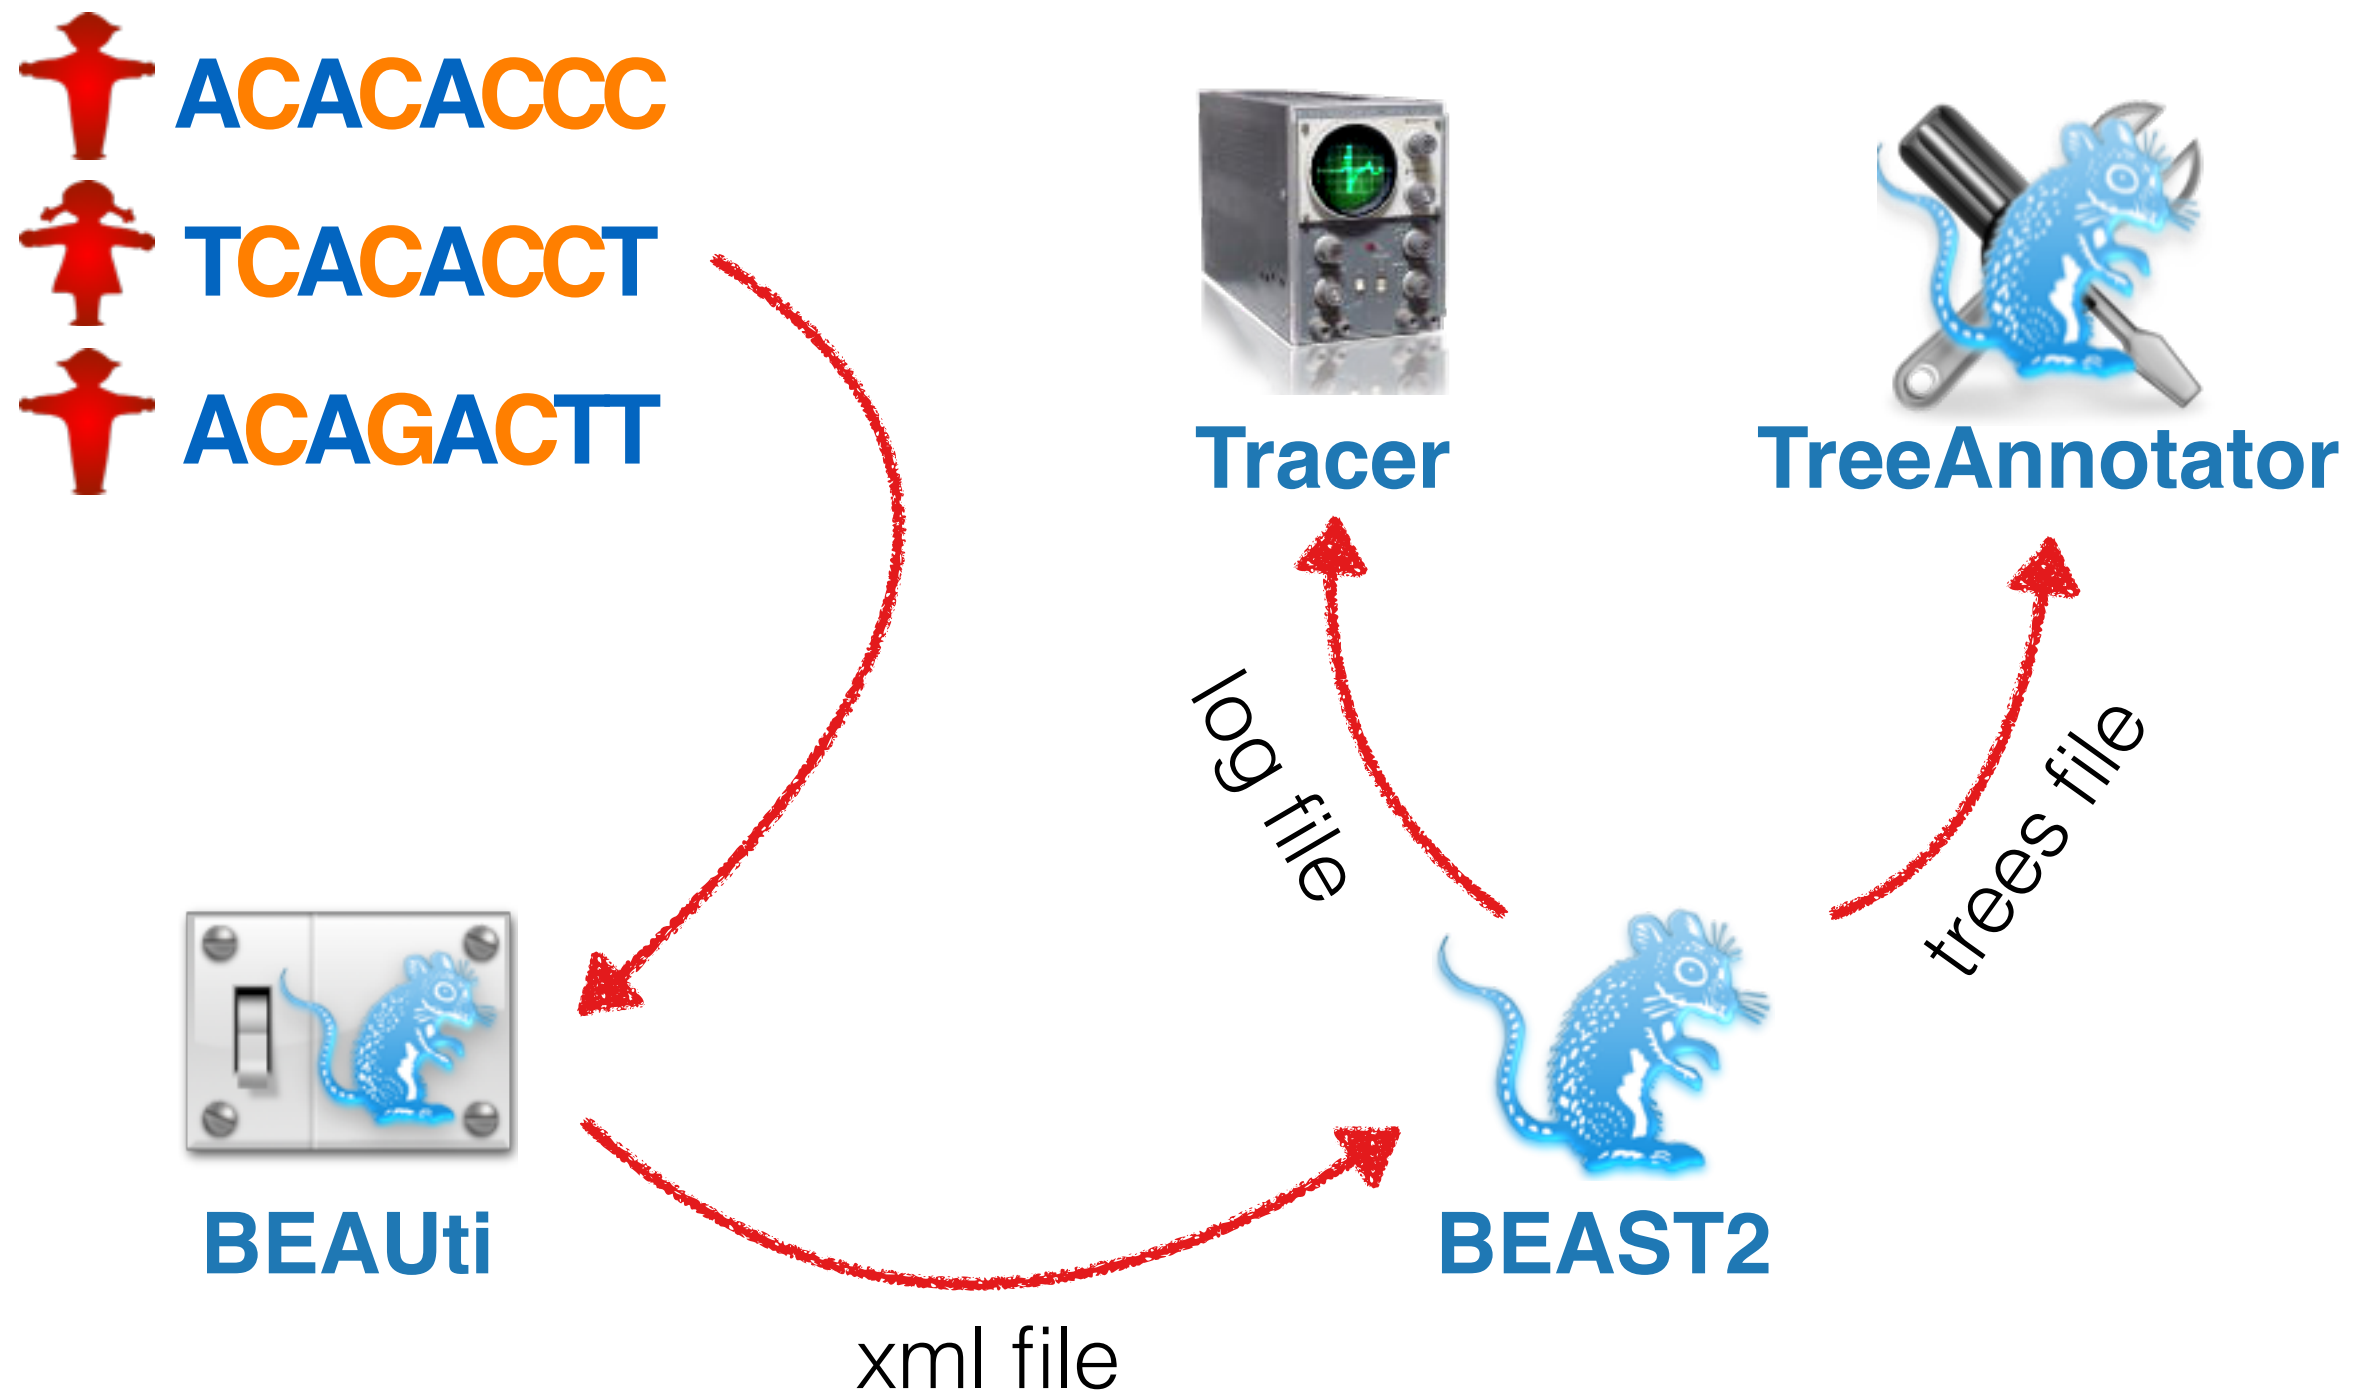 ACACACCC
TCACACCT
ACAGACTT
Tracer
TreeAnnotator
log file
trees file
BEAUti
BEAST2
xml file